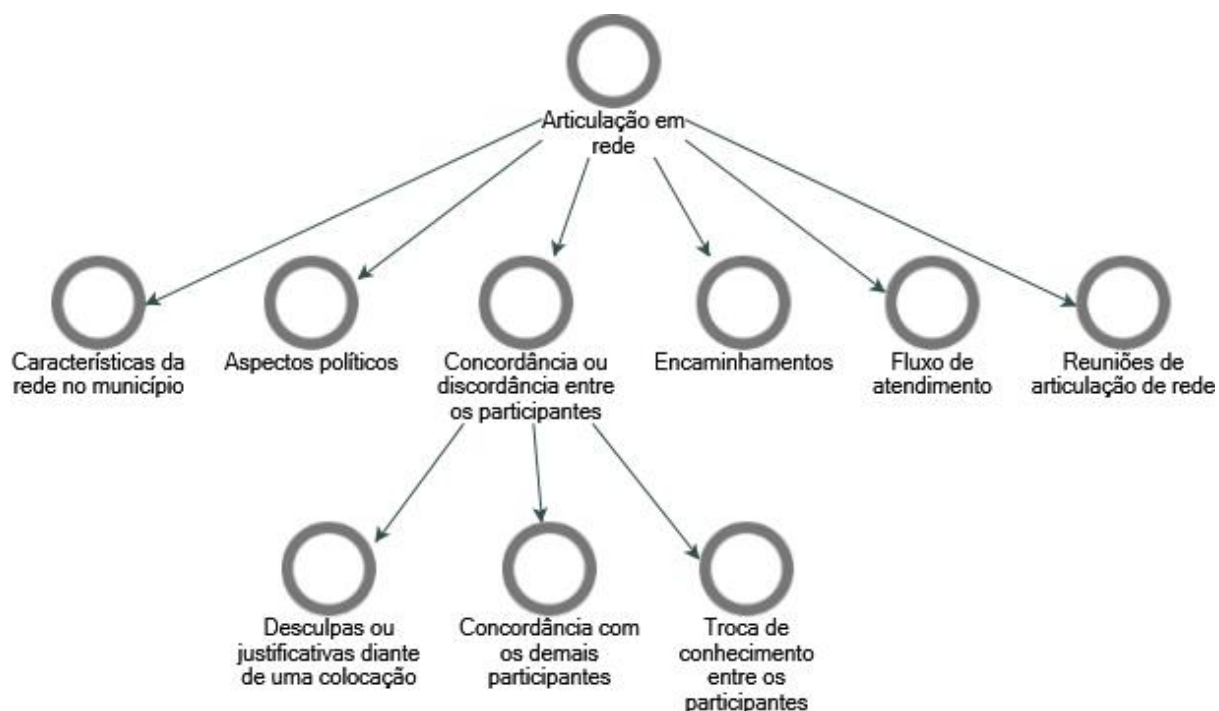 Articulação em
rede
Características da
rede no município
Aspectos políticos
Concordância ou
discordância entre
os participantes
Encaminhamentos
Fluxo de
atendimento
Reuniões de
articulação de rede
Desculpas ou
justificativas diante
de uma colocação
Concordância com
os demais
participantes
Troca de
conhecimento
entre os
participantes